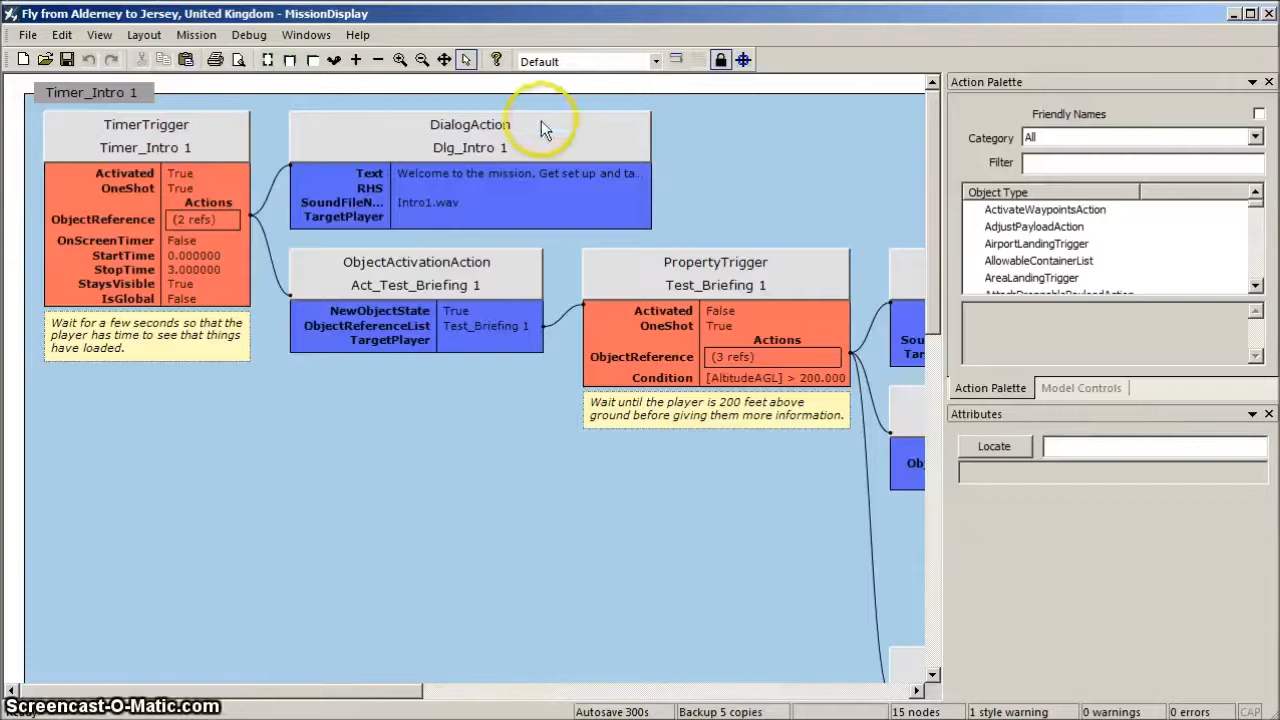 Fly from Alderney to Jersey, United Kingdom - MissionDisplay
File Edit View Layout Mission Debug Windows Help
Default
Timer_Intro 1
TimerTrigger
Timer_Intro 1
Activated True
OneShot True
Actions
ObjectReference (2 refs)
OnScreenTimer False
StartTime 0.000000
StopTime 3.000000
StaysVisible True
IsGlobal False
Wait for a few seconds so that the
player has time to see that things
have loaded.
DialogAction
Dlg_Intro 1
Text Welcome to the mission. Get set up and ta..
RHS
SoundFileN... Intro1.wav
TargetPlayer
ObjectActivationAction
Act_Test_Briefing 1
NewObjectState True
ObjectReferenceList Test_Briefing 1
TargetPlayer
PropertyTrigger
Test_Briefing 1
Activated False
OneShot True
Actions
ObjectReference (3 refs)
Condition [AltitudeAGL] > 200.000
Wait until the player is 200 feet above
ground before giving them more information.
Sou
Tar
Ob
Action Palette
Friendly Names
Category All
Filter
Object Type
ActivateWaypointsAction
AdjustPayloadAction
AirportLandingTrigger
AllowableContainerList
AreaLandingTrigger
Action Palette Model Controls
Attributes
Locate
Screencast-O-Matic.com
Autosave 300s Backup 5 copies 15 nodes 1 style warning 0 warnings 0 errors CAP